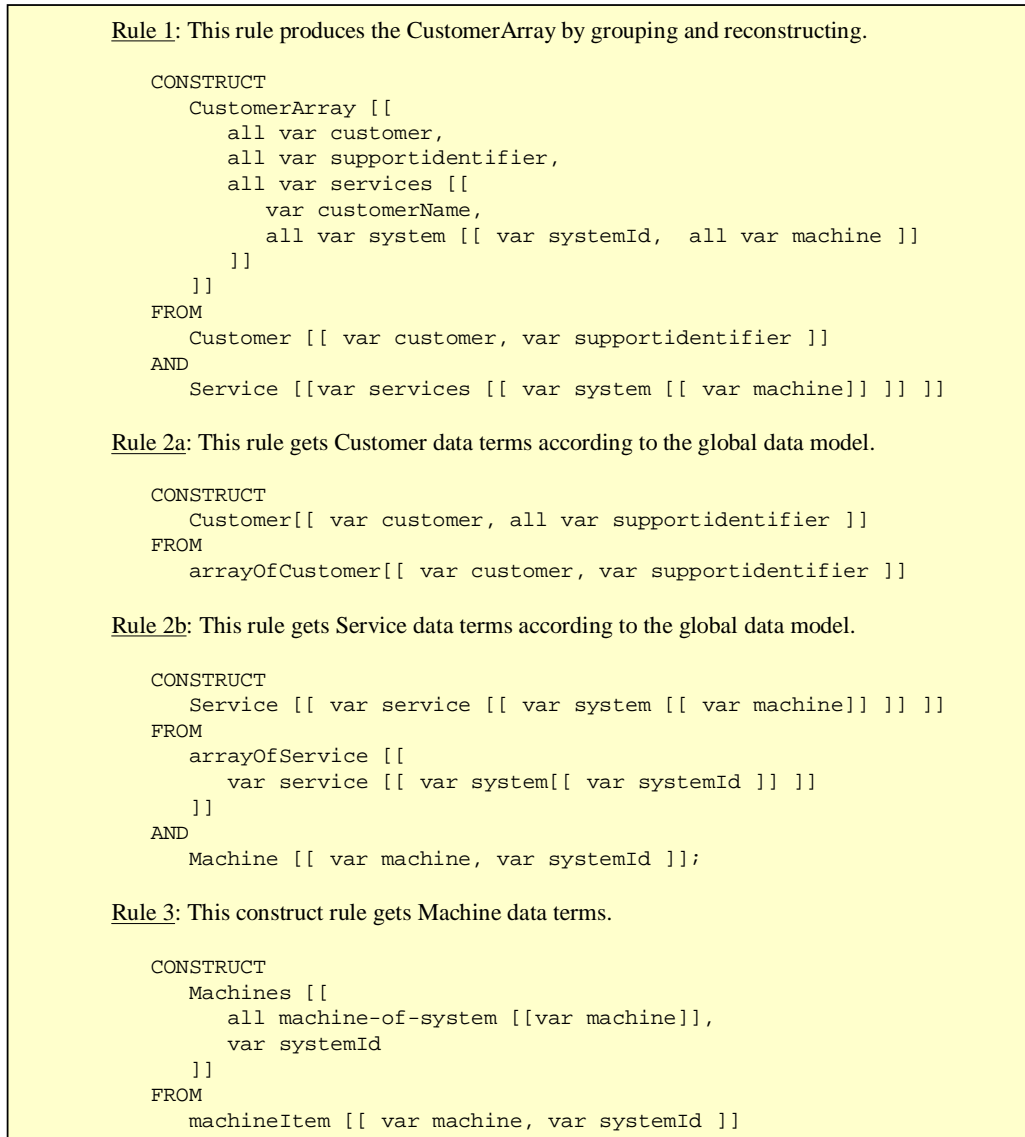 Rule 1: This rule produces the CustomerArray by grouping and reconstructing.
CONSTRUCT
CustomerArray [[
all var customer,
all var supportidentifier,
all var services [[
var customerName,
all var system [[ var systemId,  all var machine ]]
]]
]]
FROM
Customer [[ var customer, var supportidentifier ]]
AND
Service [[var services [[ var system [[ var machine]] ]] ]]
Rule 2a: This rule gets Customer data terms according to the global data model.
CONSTRUCT
Customer[[ var customer, all var supportidentifier ]]
FROM
arrayOfCustomer[[ var customer, var supportidentifier ]]
Rule 2b: This rule gets Service data terms according to the global data model.
CONSTRUCT
Service [[ var service [[ var system [[ var machine]] ]] ]]
FROM
arrayOfService [[
var service [[ var system[[ var systemId ]] ]]
]]
AND
Machine [[ var machine, var systemId ]];
Rule 3: This construct rule gets Machine data terms.
CONSTRUCT
Machines [[
all machine-of-system [[var machine]],
var systemId
]]
FROM
machineItem [[ var machine, var systemId ]]